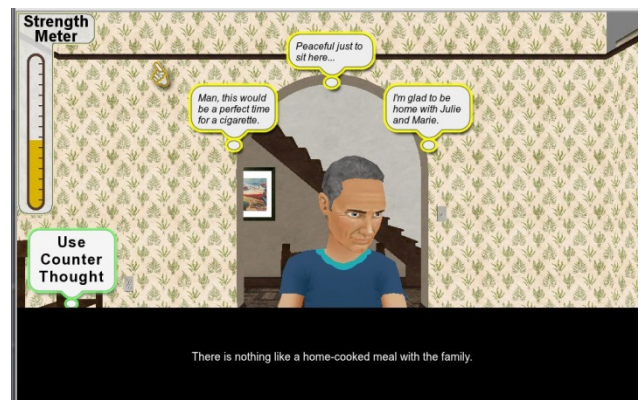 Strength
Meter
Peaceful just to
sit here...
Man, this would
be a perfect time
for a cigarette.
I'm glad to be
home with Julie
and Marie.
Use
Counter
Thought
There is nothing like a home-cooked meal with the family.